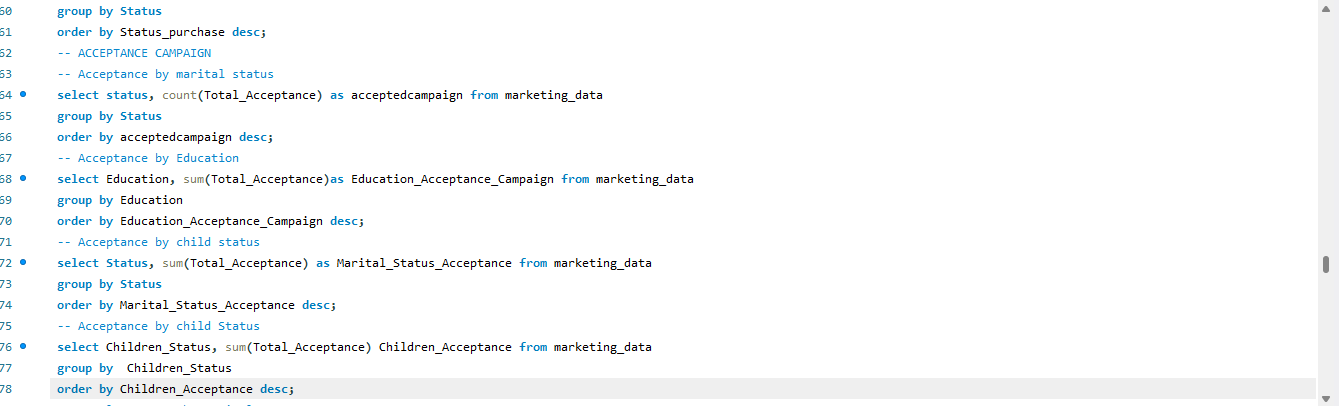 60 group by Status
61 order by Status_purchase desc;
62 -- ACCEPTANCE CAMPAIGN
63 -- Acceptance by marital status
64 select status, count(Total_Acceptance) as acceptedcampaign from marketing_data
65 group by Status
66 order by acceptedcampaign desc;
67 -- Acceptance by Education
68 select Education, sum(Total_Acceptance)as Education_Acceptance_Campaign from marketing_data
69 group by Education
70 order by Education_Acceptance_Campaign desc;
71 -- Acceptance by child status
72 select Status, sum(Total_Acceptance) as Marital_Status_Acceptance from marketing_data
73 group by Status
74 order by Marital_Status_Acceptance desc;
75 -- Acceptance by child Status
76 select Children_Status, sum(Total_Acceptance) Children_Acceptance from marketing_data
77 group by  Children_Status
78 order by Children_Acceptance desc;